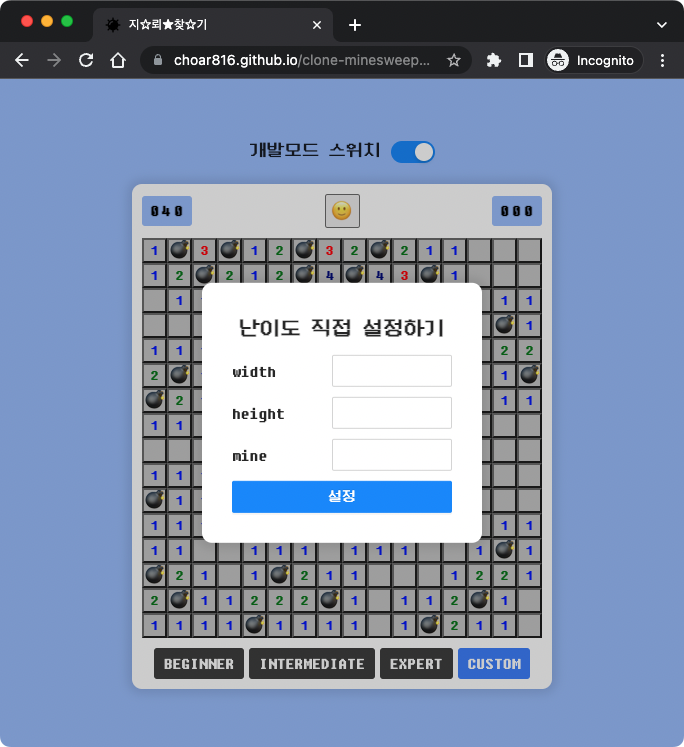 지☆뢰★찾☆기
choar816.github.io/clone-minesweep...
Incognito
개발모드 스위치
040
000
1 3 1 2 3 2 2 1 1
1 2 2 1 2 4 4 3 1
1 1 1
1
1 1 2 2
2 1
2 1 1
1 1
1 1
1
1 1 1 1
1 1 1 1 1 1 1 1 1 1
2 1 1 2 1 1 2 2 1
2 1 1 2 2 2 1 1 1 2 1
1 1 1 1 1 1 1 1 1 2 1 1
난이도 직접 설정하기
width
height
mine
설정
BEGINNER INTERMEDIATE EXPERT CUSTOM